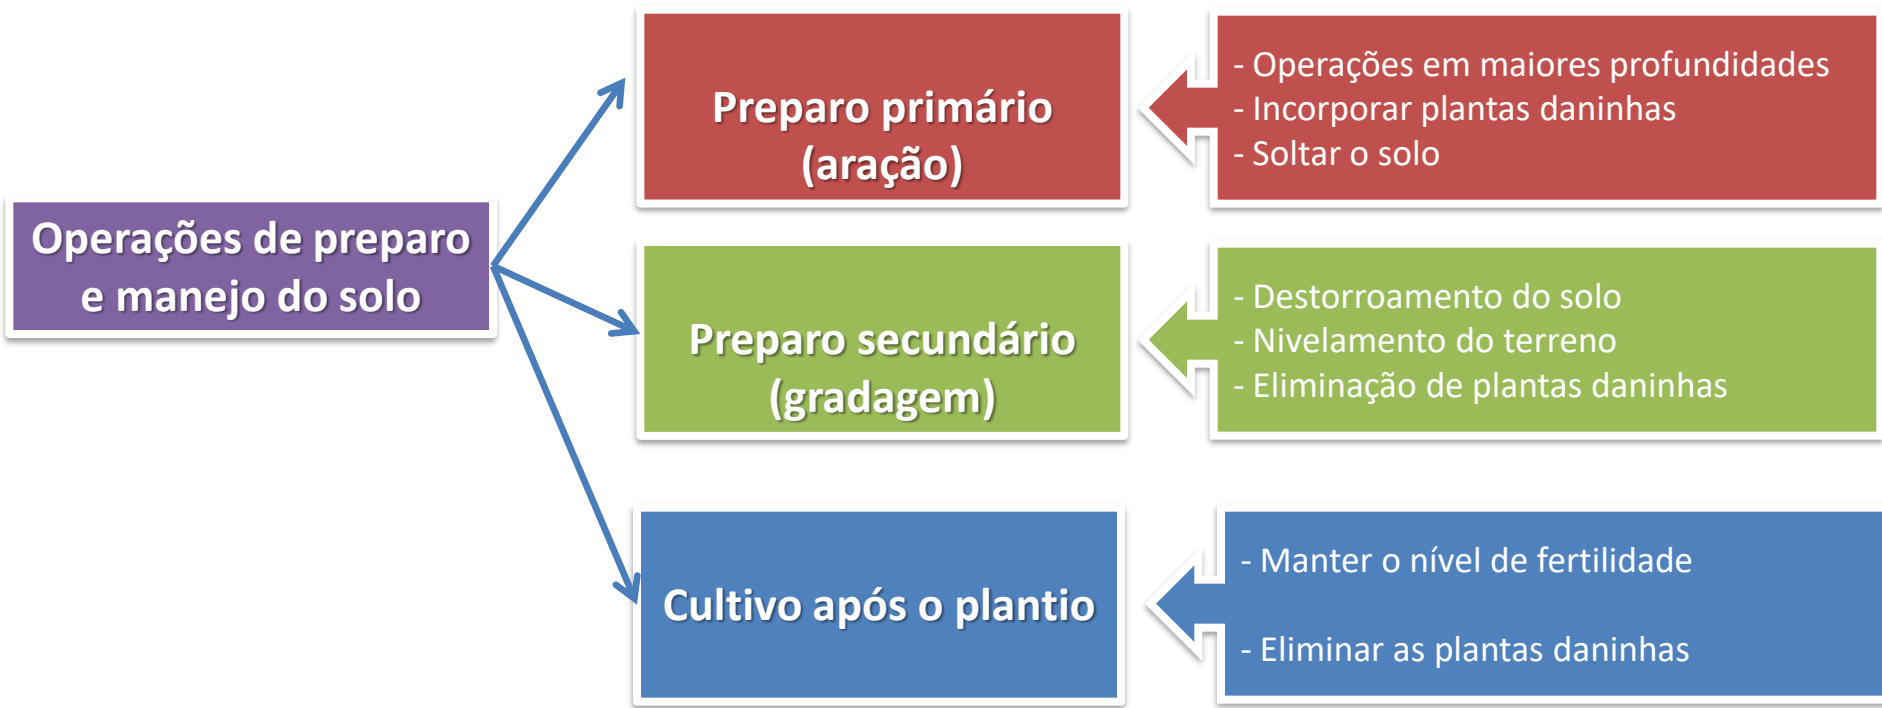 Operações de preparo
e manejo do solo
Preparo primário
(aração)
- Operações em maiores profundidades
- Incorporar plantas daninhas
- Soltar o solo
Preparo secundário
(gradagem)
- Destorroamento do solo
- Nivelamento do terreno
- Eliminação de plantas daninhas
Cultivo após o plantio
- Manter o nível de fertilidade
- Eliminar as plantas daninhas